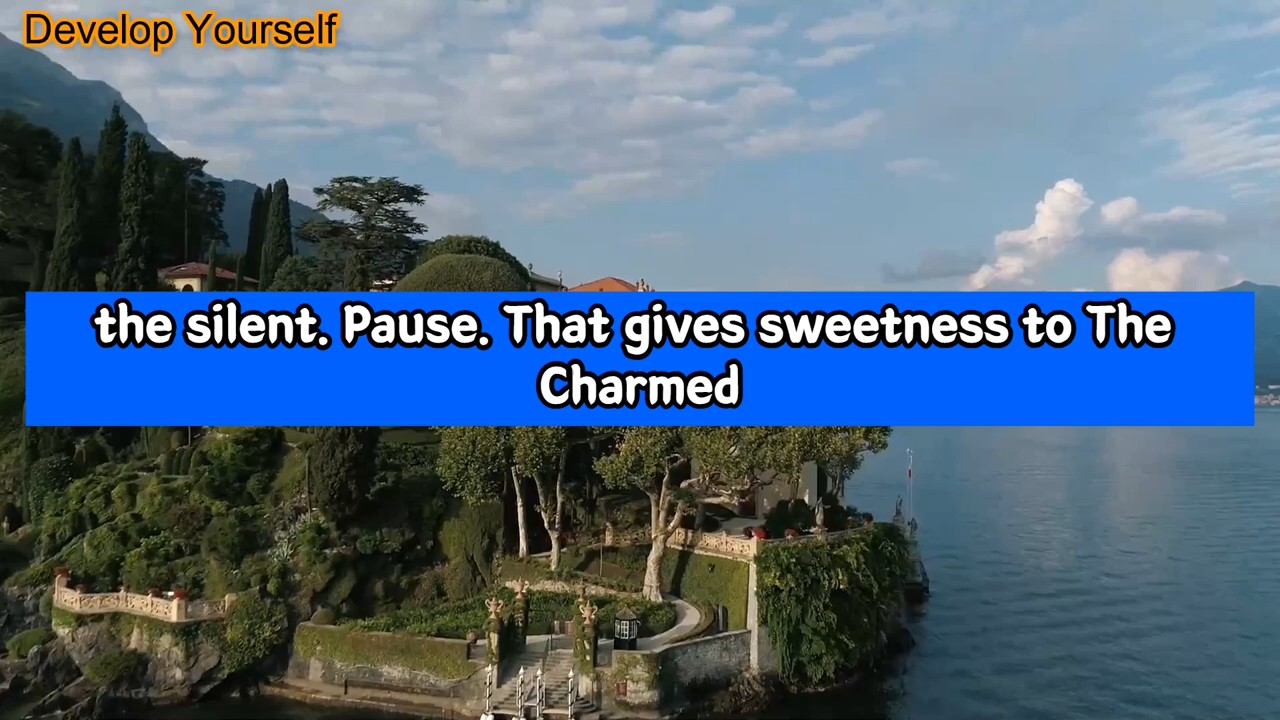 Develop Yourself
the silent. Pause. That gives sweetness to The
Charmed